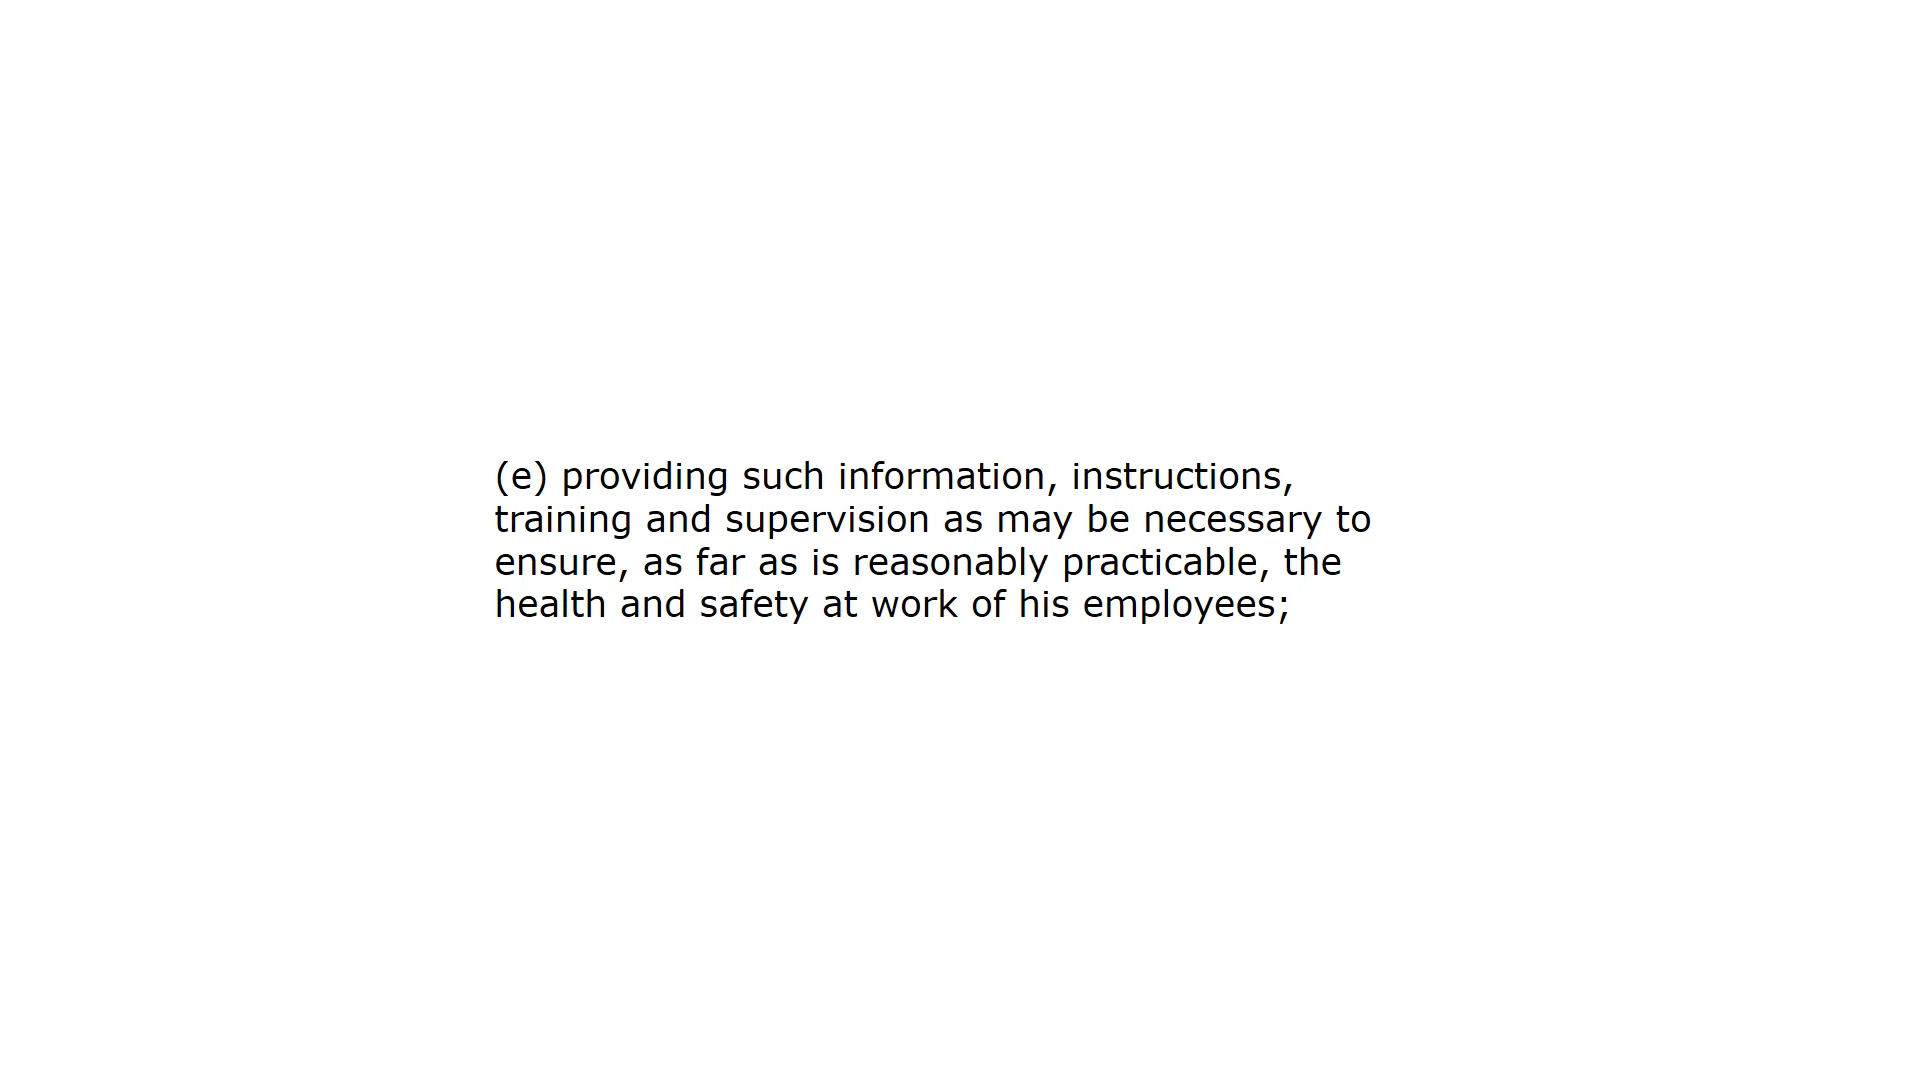 (e) providing such information, instructions,
training and supervision as may be necessary to
ensure, as far as is reasonably practicable, the
health and safety at work of his employees;